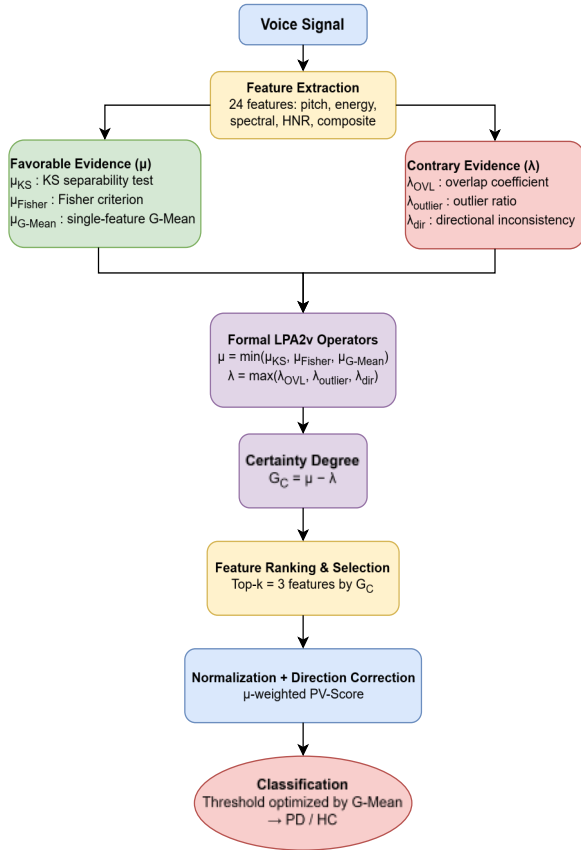 Voice Signal
Feature Extraction
24 features: pitch, energy,
spectral, HNR, composite
Favorable Evidence (μ)
μKS : KS separability test
μFisher : Fisher criterion
μG-Mean : single-feature G-Mean
Contrary Evidence (λ)
λOVL : overlap coefficient
λoutlier : outlier ratio
λdir : directional inconsistency
Formal LPA2v Operators
μ = min(μKS, μFisher, μG-Mean)
λ = max(λOVL, λoutlier, λdir)
Certainty Degree
GC = μ − λ
Feature Ranking & Selection
Top-k = 3 features by GC
Normalization + Direction Correction
μ-weighted PV-Score
Classification
Threshold optimized by G-Mean
→ PD / HC